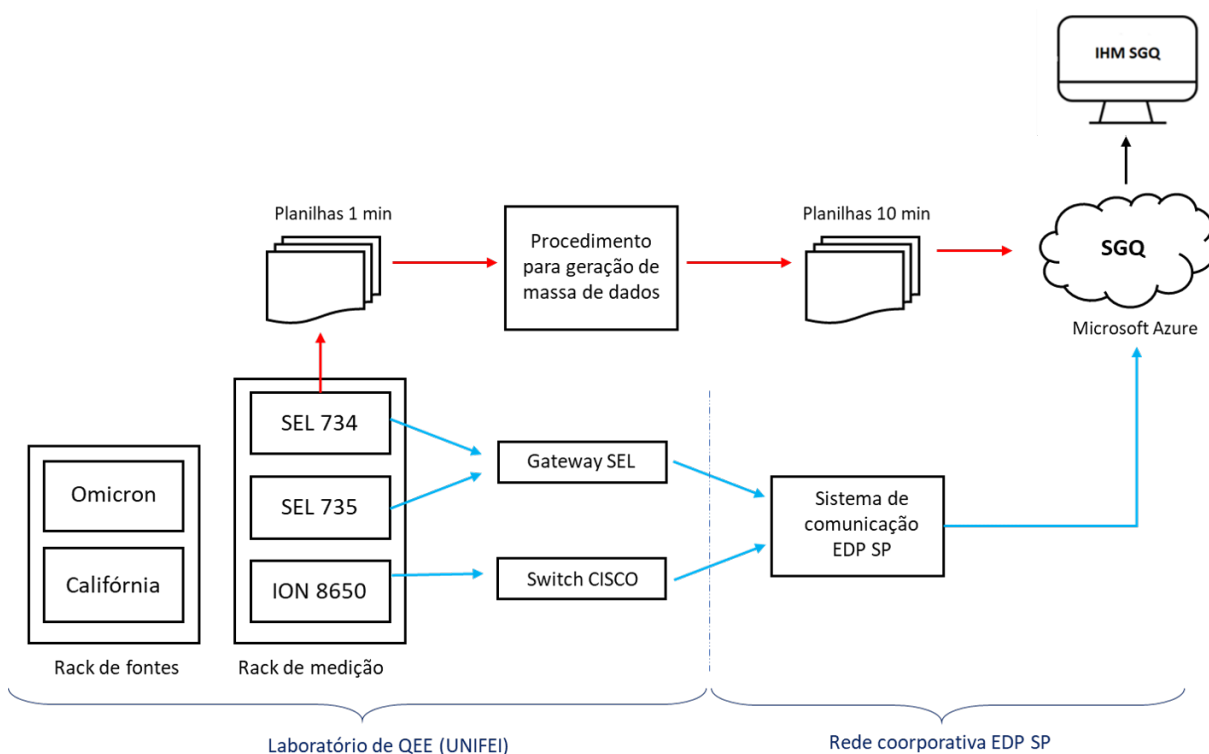 IHM SGQ
Planilhas 1 min
Procedimento
para geração de
massa de dados
Planilhas 10 min
SGQ
Microsoft Azure
SEL 734
SEL 735
ION 8650
Omicron
Califórnia
Gateway SEL
Switch CISCO
Sistema de
comunicação
EDP SP
Rack de fontes
Rack de medição
Laboratório de QEE (UNIFEI)
Rede coorporativa EDP SP